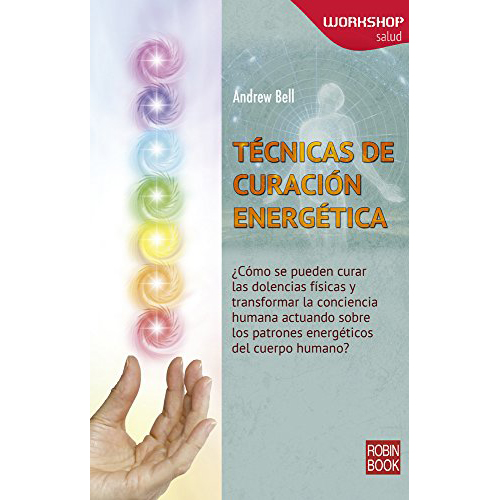 WORKSHOP
salud
Andrew Bell
TÉCNICAS DE
CURACIÓN
ENERGÉTICA
¿Cómo se pueden curar
las dolencias físicas y
transformar la conciencia
humana actuando sobre
los patrones energéticos
del cuerpo humano?
ROBIN
BOOK